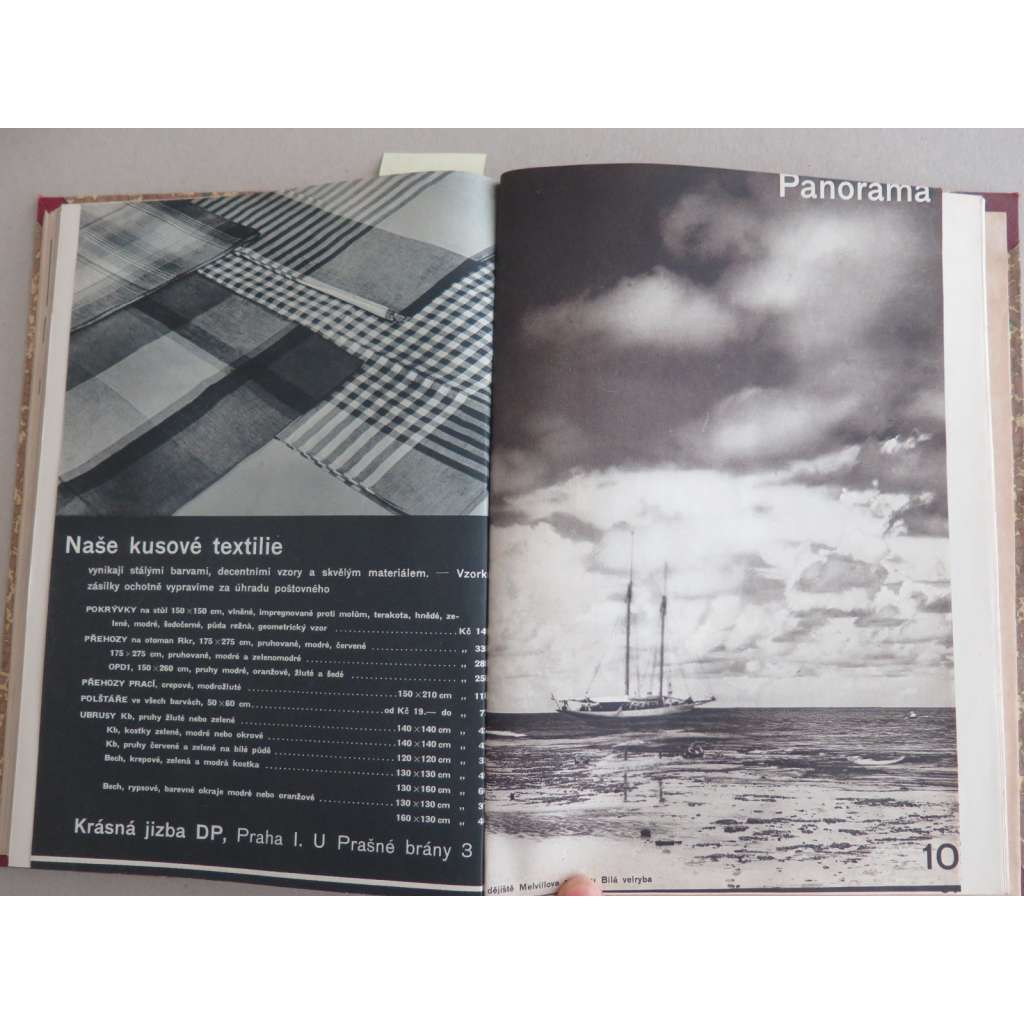 Naše kusové textilie
vynikají stálými barvami, decentními vzory a skvělým materiálem. —
zásilky ochotně vypravíme za úhradu poštovného
POKRÝVKY na stůl 150×150 cm, vlněné, impregnované proti molům, terakota, hnědé, ze-
lené, modré, šedočerné, půda režná, geometrický vzor ........................ Kč
PŘEHOZY na otoman Rkr, 175×275 cm, pruhované, modré, červené ........................ „
175×275 cm, pruhované, modré a zelenomodré ........................ „
OPD1, 150×260 cm, pruhy modré, oranžové, žluté a šedé ........................ „
PŘEHOZY PRACÍ, crepové, modrožluté ........................ 150×210 cm „
POLŠTÁŘE ve všech barvách, 50×60 cm ........................ od Kč 19.— do „
UBRUSY Kb, pruhy žluté nebo zelené ........................ 140×140 cm „
Kb, kostky zelené, modré nebo okrové ........................ 140×140 cm „
Kb, pruhy červené a zelené na bílé půdě ........................ 120×120 cm „
Bech, krepové, zelená a modrá kostka ........................ 130×130 cm „
130×160 cm „
Bech, rypsové, barevné okraje modré nebo oranžové ........................ 130×130 cm „
160×130 cm „
Krásná jizba DP, Praha I. U Prašné brány 3
Panorama
10
dějiště Melvillova Bílá velryba